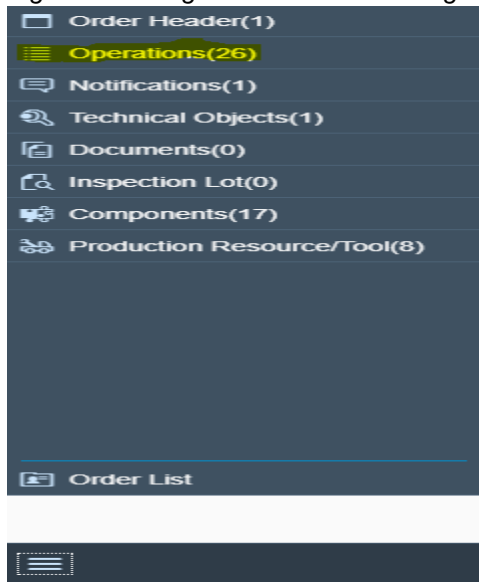 Order Header(1)
Operations(26)
Notifications(1)
Technical Objects(1)
Documents(0)
Inspection Lot(0)
Components(17)
Production Resource/Tool(8)
Order List